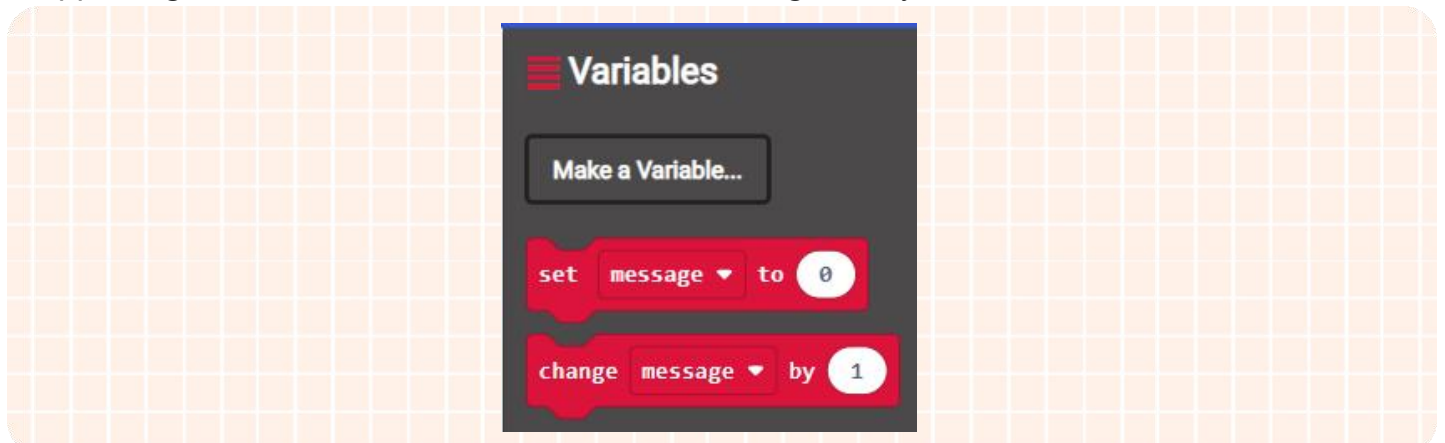 Variables
Make a Variable...
set message to 0
change message by 1